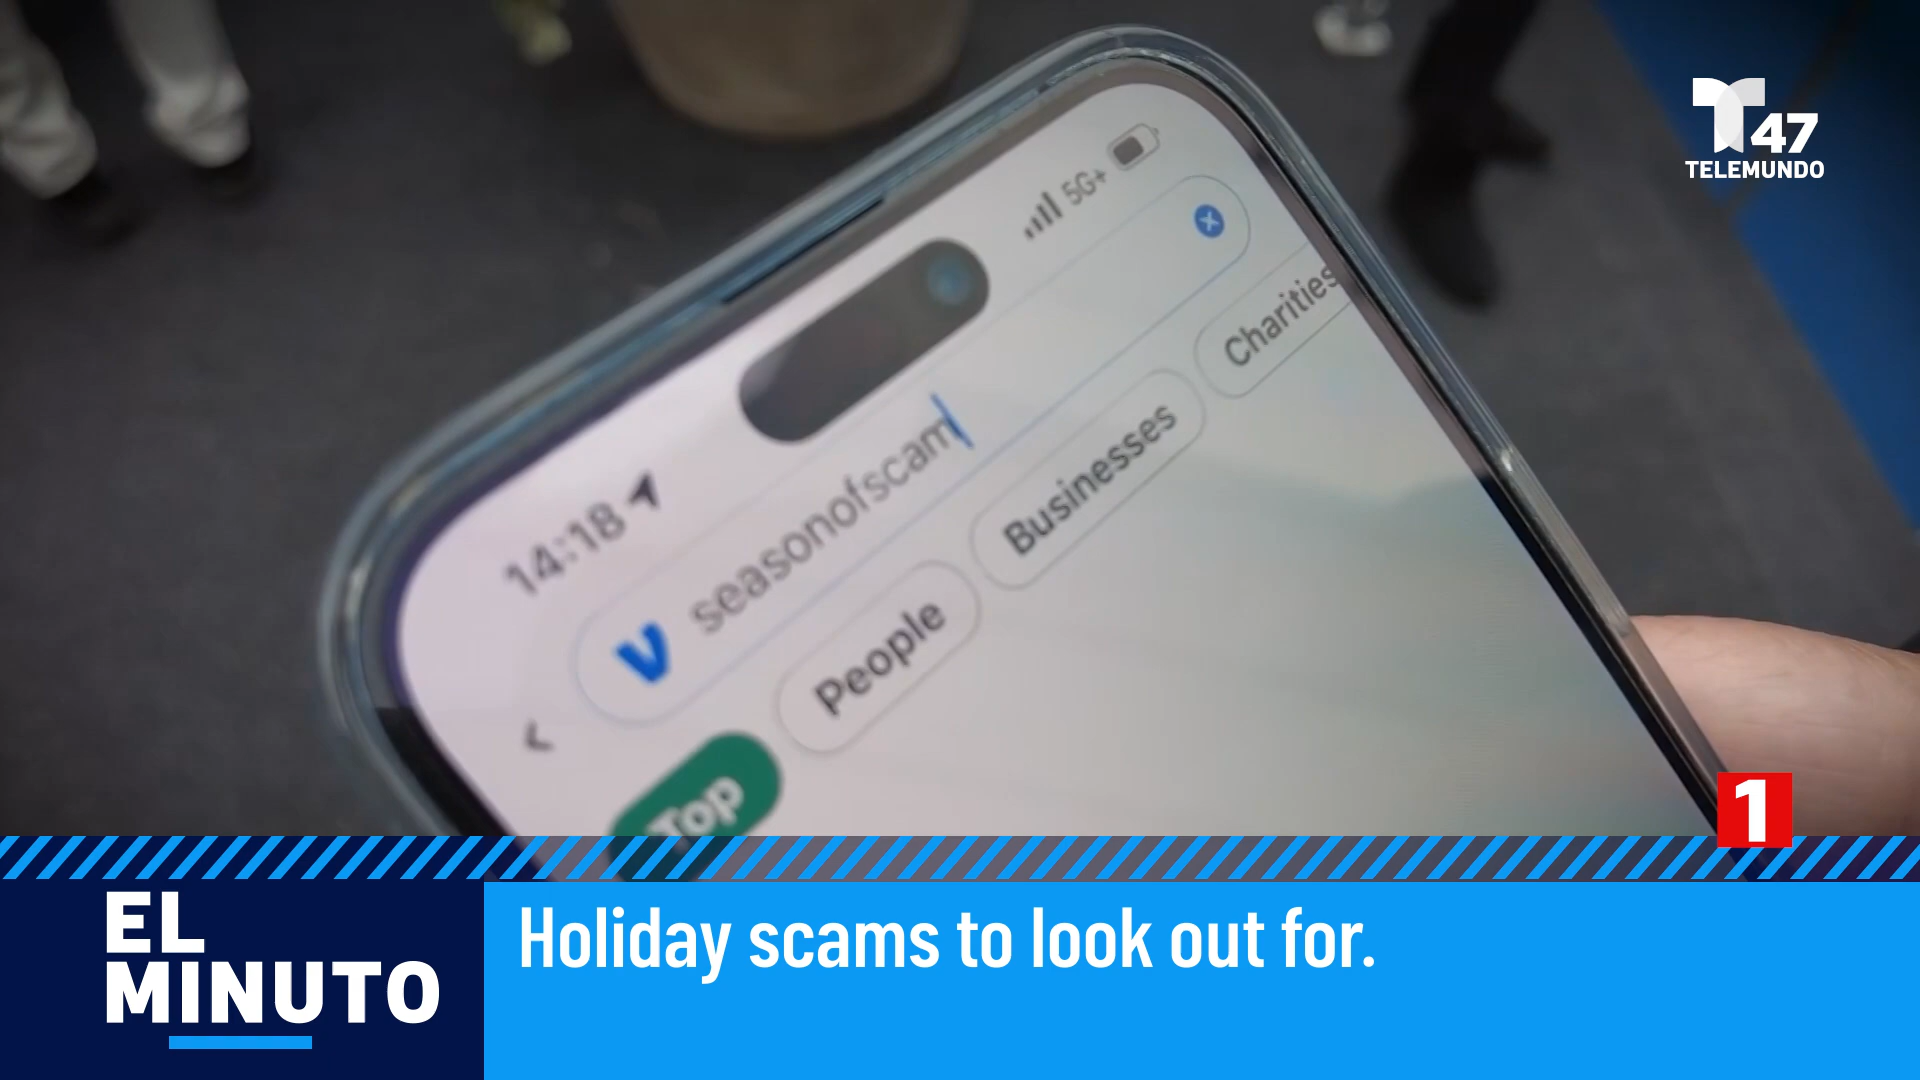 47
TELEMUNDO
5G+
14:18
seasonofscam
Top
People
Businesses
Charities
1
EL
MINUTO
Holiday scams to look out for.